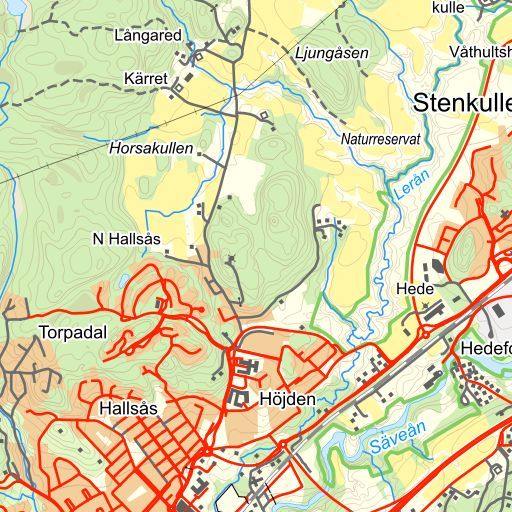 kulle
Långared
Ljungåsen
Våthultsh
Kärret
Stenkulle
Naturreservat
Horsakullen
Lerån
N Hallsås
Hede
Torpadal
Hedefo
Hallsås
Höjden
Säveån